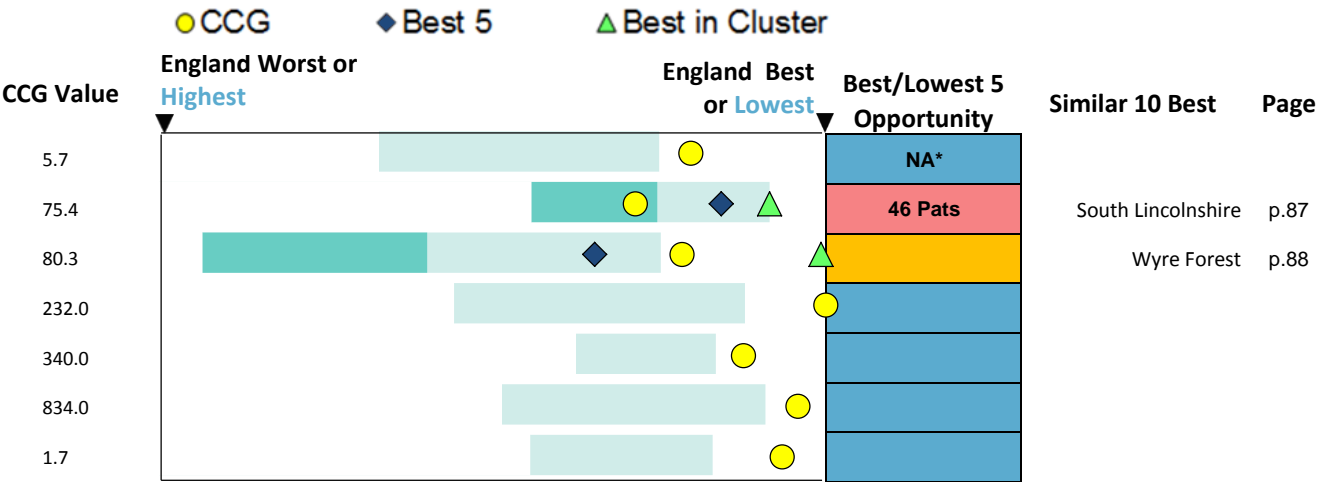 CCG Best 5 Best in Cluster
CCG Value
England Worst or
Highest
England Best
or Lowest
Best/Lowest 5
Opportunity
Similar 10 Best
Page
5.7 NA*
75.4 46 Pats South Lincolnshire p.87
80.3 Wyre Forest p.88
232.0
340.0
834.0
1.7